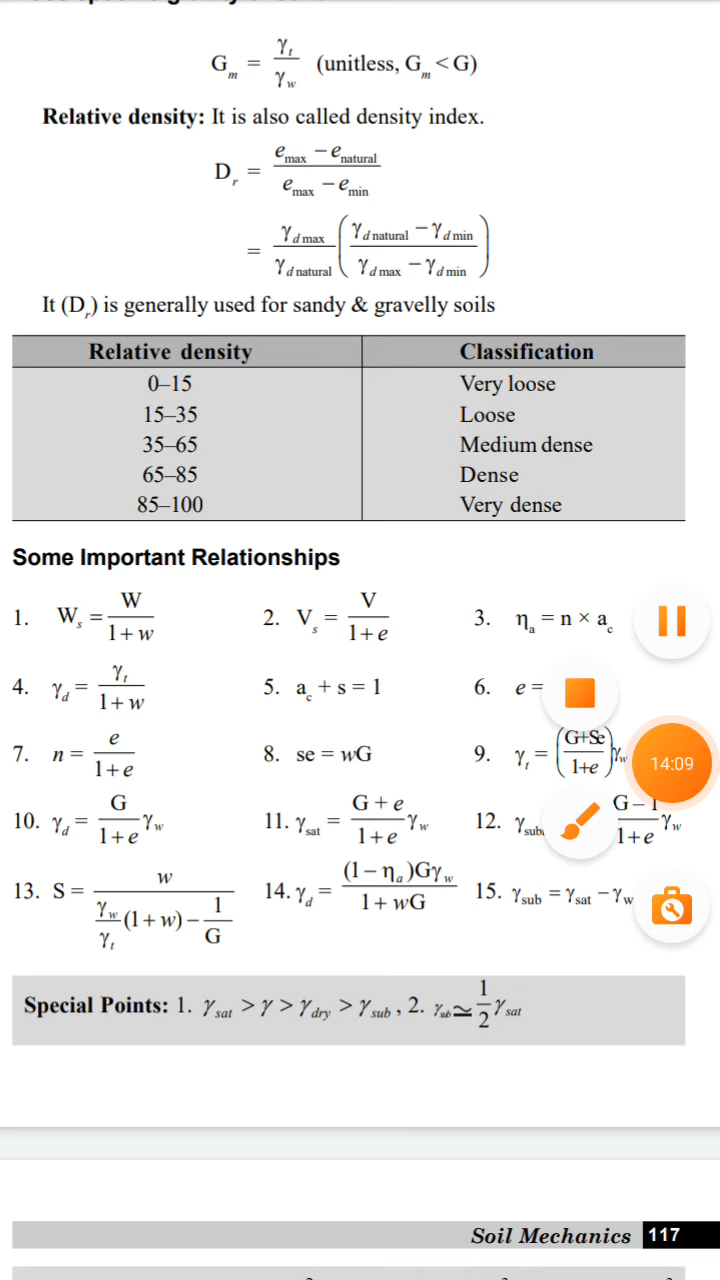 G_m = γ_t / γ_w (unitless, G_m < G)
Relative density: It is also called density index.
D_r = (e_max − e_natural) / (e_max − e_min)
= γ_d max / γ_d natural ((γ_d natural − γ_d min) / (γ_d max − γ_d min))
It (D_r) is generally used for sandy & gravelly soils
Relative density Classification
0–15 Very loose
15–35 Loose
35–65 Medium dense
65–85 Dense
85–100 Very dense
Some Important Relationships
1. W_s = W / (1 + w) 2. V_s = V / (1 + e) 3. η_a = n × a_c
4. γ_d = γ_t / (1 + w) 5. a_c + s = 1 6. e =
7. n = e / (1 + e) 8. se = wG 9. γ_t = ((G+Se) / (1+e)) γ_w
14:09
10. γ_d = G / (1 + e) γ_w 11. γ_sat = (G + e) / (1 + e) γ_w 12. γ_sub (G − 1) / (1 + e) γ_w
13. S = w / (γ_w / γ_t (1 + w) − 1 / G) 14. γ_d = (1 − η_a)Gγ_w / (1 + wG) 15. γ_sub = γ_sat − γ_w
Special Points: 1. γ_sat > γ > γ_dry > γ_sub , 2. γ_sub ≃ 1/2 γ_sat
Soil Mechanics 117